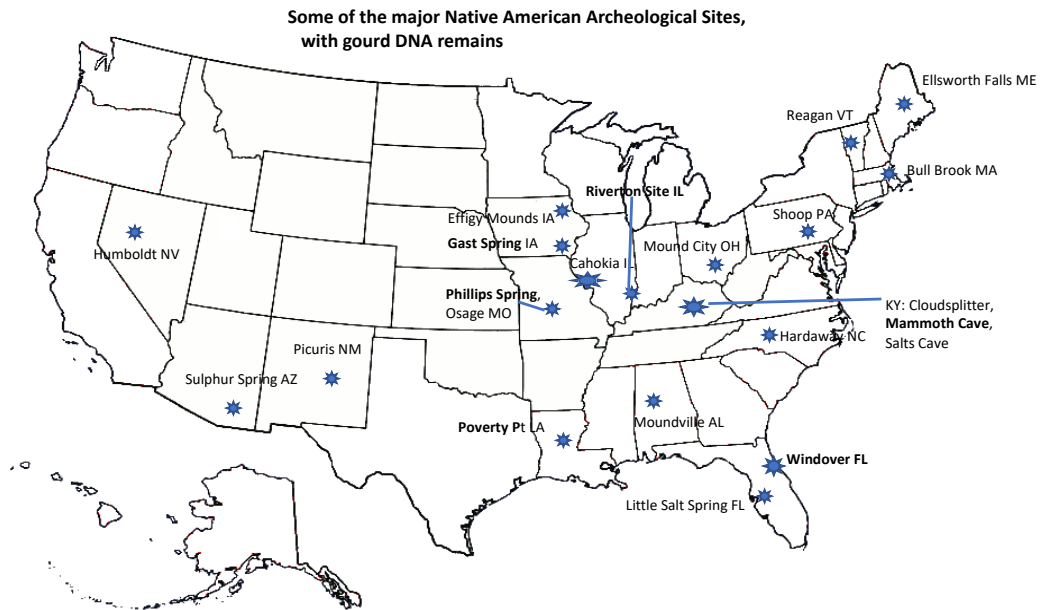 Some of the major Native American Archeological Sites,
with gourd DNA remains
Ellsworth Falls ME
Reagan VT
Bull Brook MA
Riverton Site IL
Effigy Mounds IA
Shoop PA
Gast Spring IA
Mound City OH
Humboldt NV
Cahokia IL
Phillips Spring,
Osage MO
KY: Cloudsplitter,
Mammoth Cave,
Salts Cave
Hardaway NC
Picuris NM
Sulphur Spring AZ
Moundville AL
Poverty Pt LA
Windover FL
Little Salt Spring FL